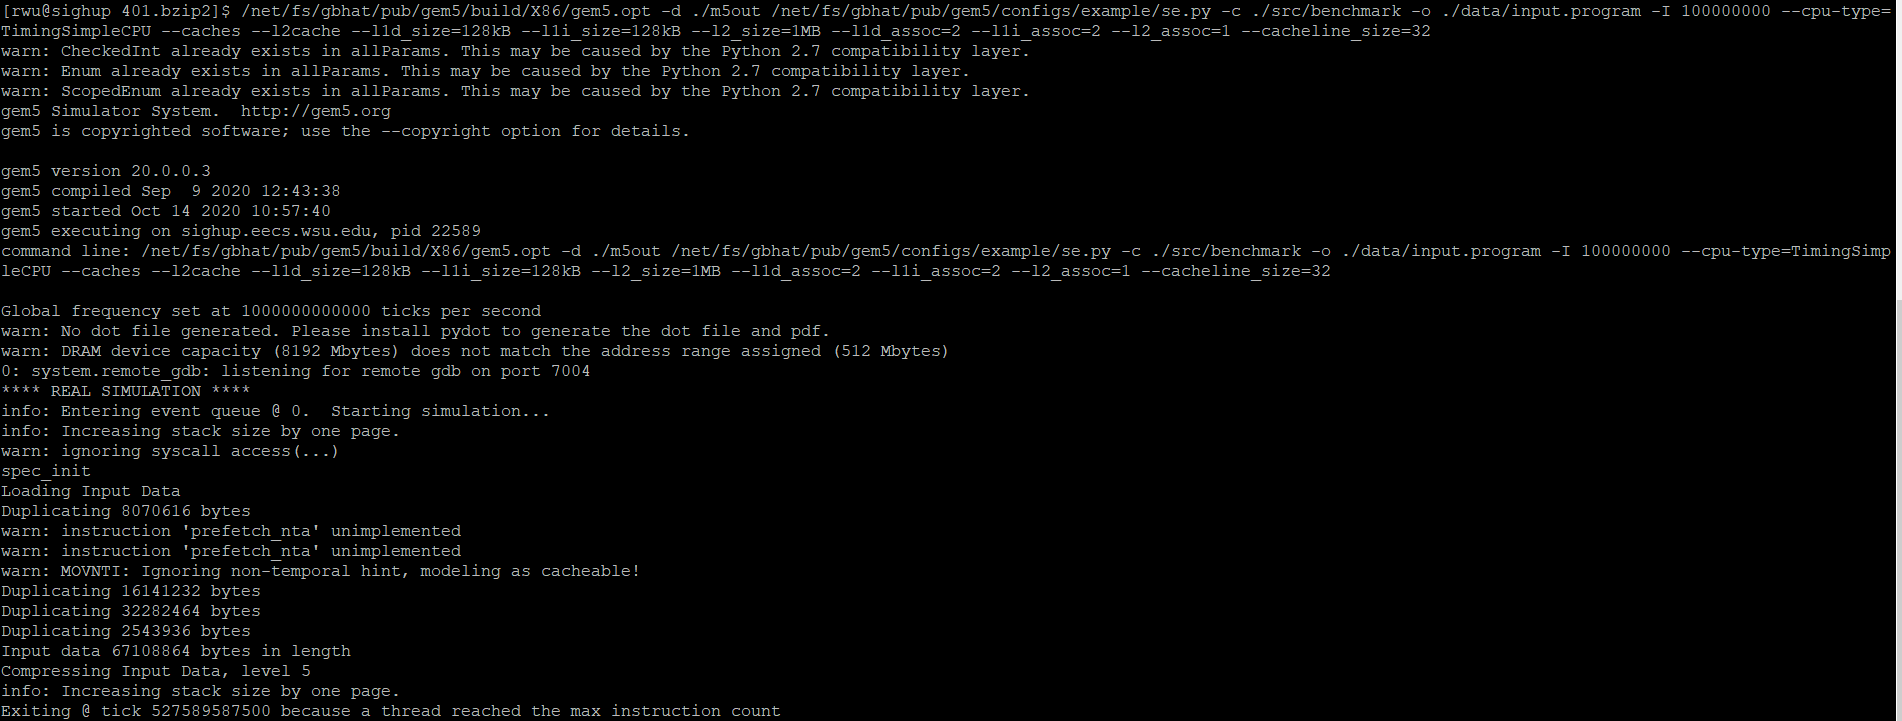 [rwu@sighup 401.bzip2]$ /net/fs/gbhat/pub/gem5/build/X86/gem5.opt -d ./m5out /net/fs/gbhat/pub/gem5/configs/example/se.py -c ./src/benchmark -o ./data/input.program -I 100000000 --cpu-type=
TimingSimpleCPU --caches --l2cache --l1d_size=128kB --l1i_size=128kB --l2_size=1MB --l1d_assoc=2 --l1i_assoc=2 --l2_assoc=1 --cacheline_size=32
warn: CheckedInt already exists in allParams. This may be caused by the Python 2.7 compatibility layer.
warn: Enum already exists in allParams. This may be caused by the Python 2.7 compatibility layer.
warn: ScopedEnum already exists in allParams. This may be caused by the Python 2.7 compatibility layer.
gem5 Simulator System.  http://gem5.org
gem5 is copyrighted software; use the --copyright option for details.

gem5 version 20.0.0.3
gem5 compiled Sep  9 2020 12:43:38
gem5 started Oct 14 2020 10:57:40
gem5 executing on sighup.eecs.wsu.edu, pid 22589
command line: /net/fs/gbhat/pub/gem5/build/X86/gem5.opt -d ./m5out /net/fs/gbhat/pub/gem5/configs/example/se.py -c ./src/benchmark -o ./data/input.program -I 100000000 --cpu-type=TimingSimp
leCPU --caches --l2cache --l1d_size=128kB --l1i_size=128kB --l2_size=1MB --l1d_assoc=2 --l1i_assoc=2 --l2_assoc=1 --cacheline_size=32

Global frequency set at 1000000000000 ticks per second
warn: No dot file generated. Please install pydot to generate the dot file and pdf.
warn: DRAM device capacity (8192 Mbytes) does not match the address range assigned (512 Mbytes)
0: system.remote_gdb: listening for remote gdb on port 7004
**** REAL SIMULATION ****
info: Entering event queue @ 0.  Starting simulation...
info: Increasing stack size by one page.
warn: ignoring syscall access(...)
spec_init
Loading Input Data
Duplicating 8070616 bytes
warn: instruction 'prefetch_nta' unimplemented
warn: instruction 'prefetch_nta' unimplemented
warn: MOVNTI: Ignoring non-temporal hint, modeling as cacheable!
Duplicating 16141232 bytes
Duplicating 32282464 bytes
Duplicating 2543936 bytes
Input data 67108864 bytes in length
Compressing Input Data, level 5
info: Increasing stack size by one page.
Exiting @ tick 527589587500 because a thread reached the max instruction count